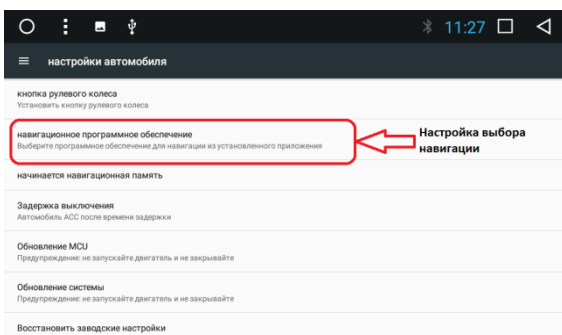 11:27
настройки автомобиля
кнопка рулевого колеса
Установить кнопку рулевого колеса
навигационное программное обеспечение
Выберите программное обеспечение для навигации из установленного приложения
Настройка выбора
навигации
начинается навигационная память
Задержка выключения
Автомобиль ACC после времени задержки
Обновление MCU
Предупреждение: не запускайте двигатель и не закрывайте
Обновление системы
Предупреждение: не запускайте двигатель и не закрывайте
Восстановить заводские настройки